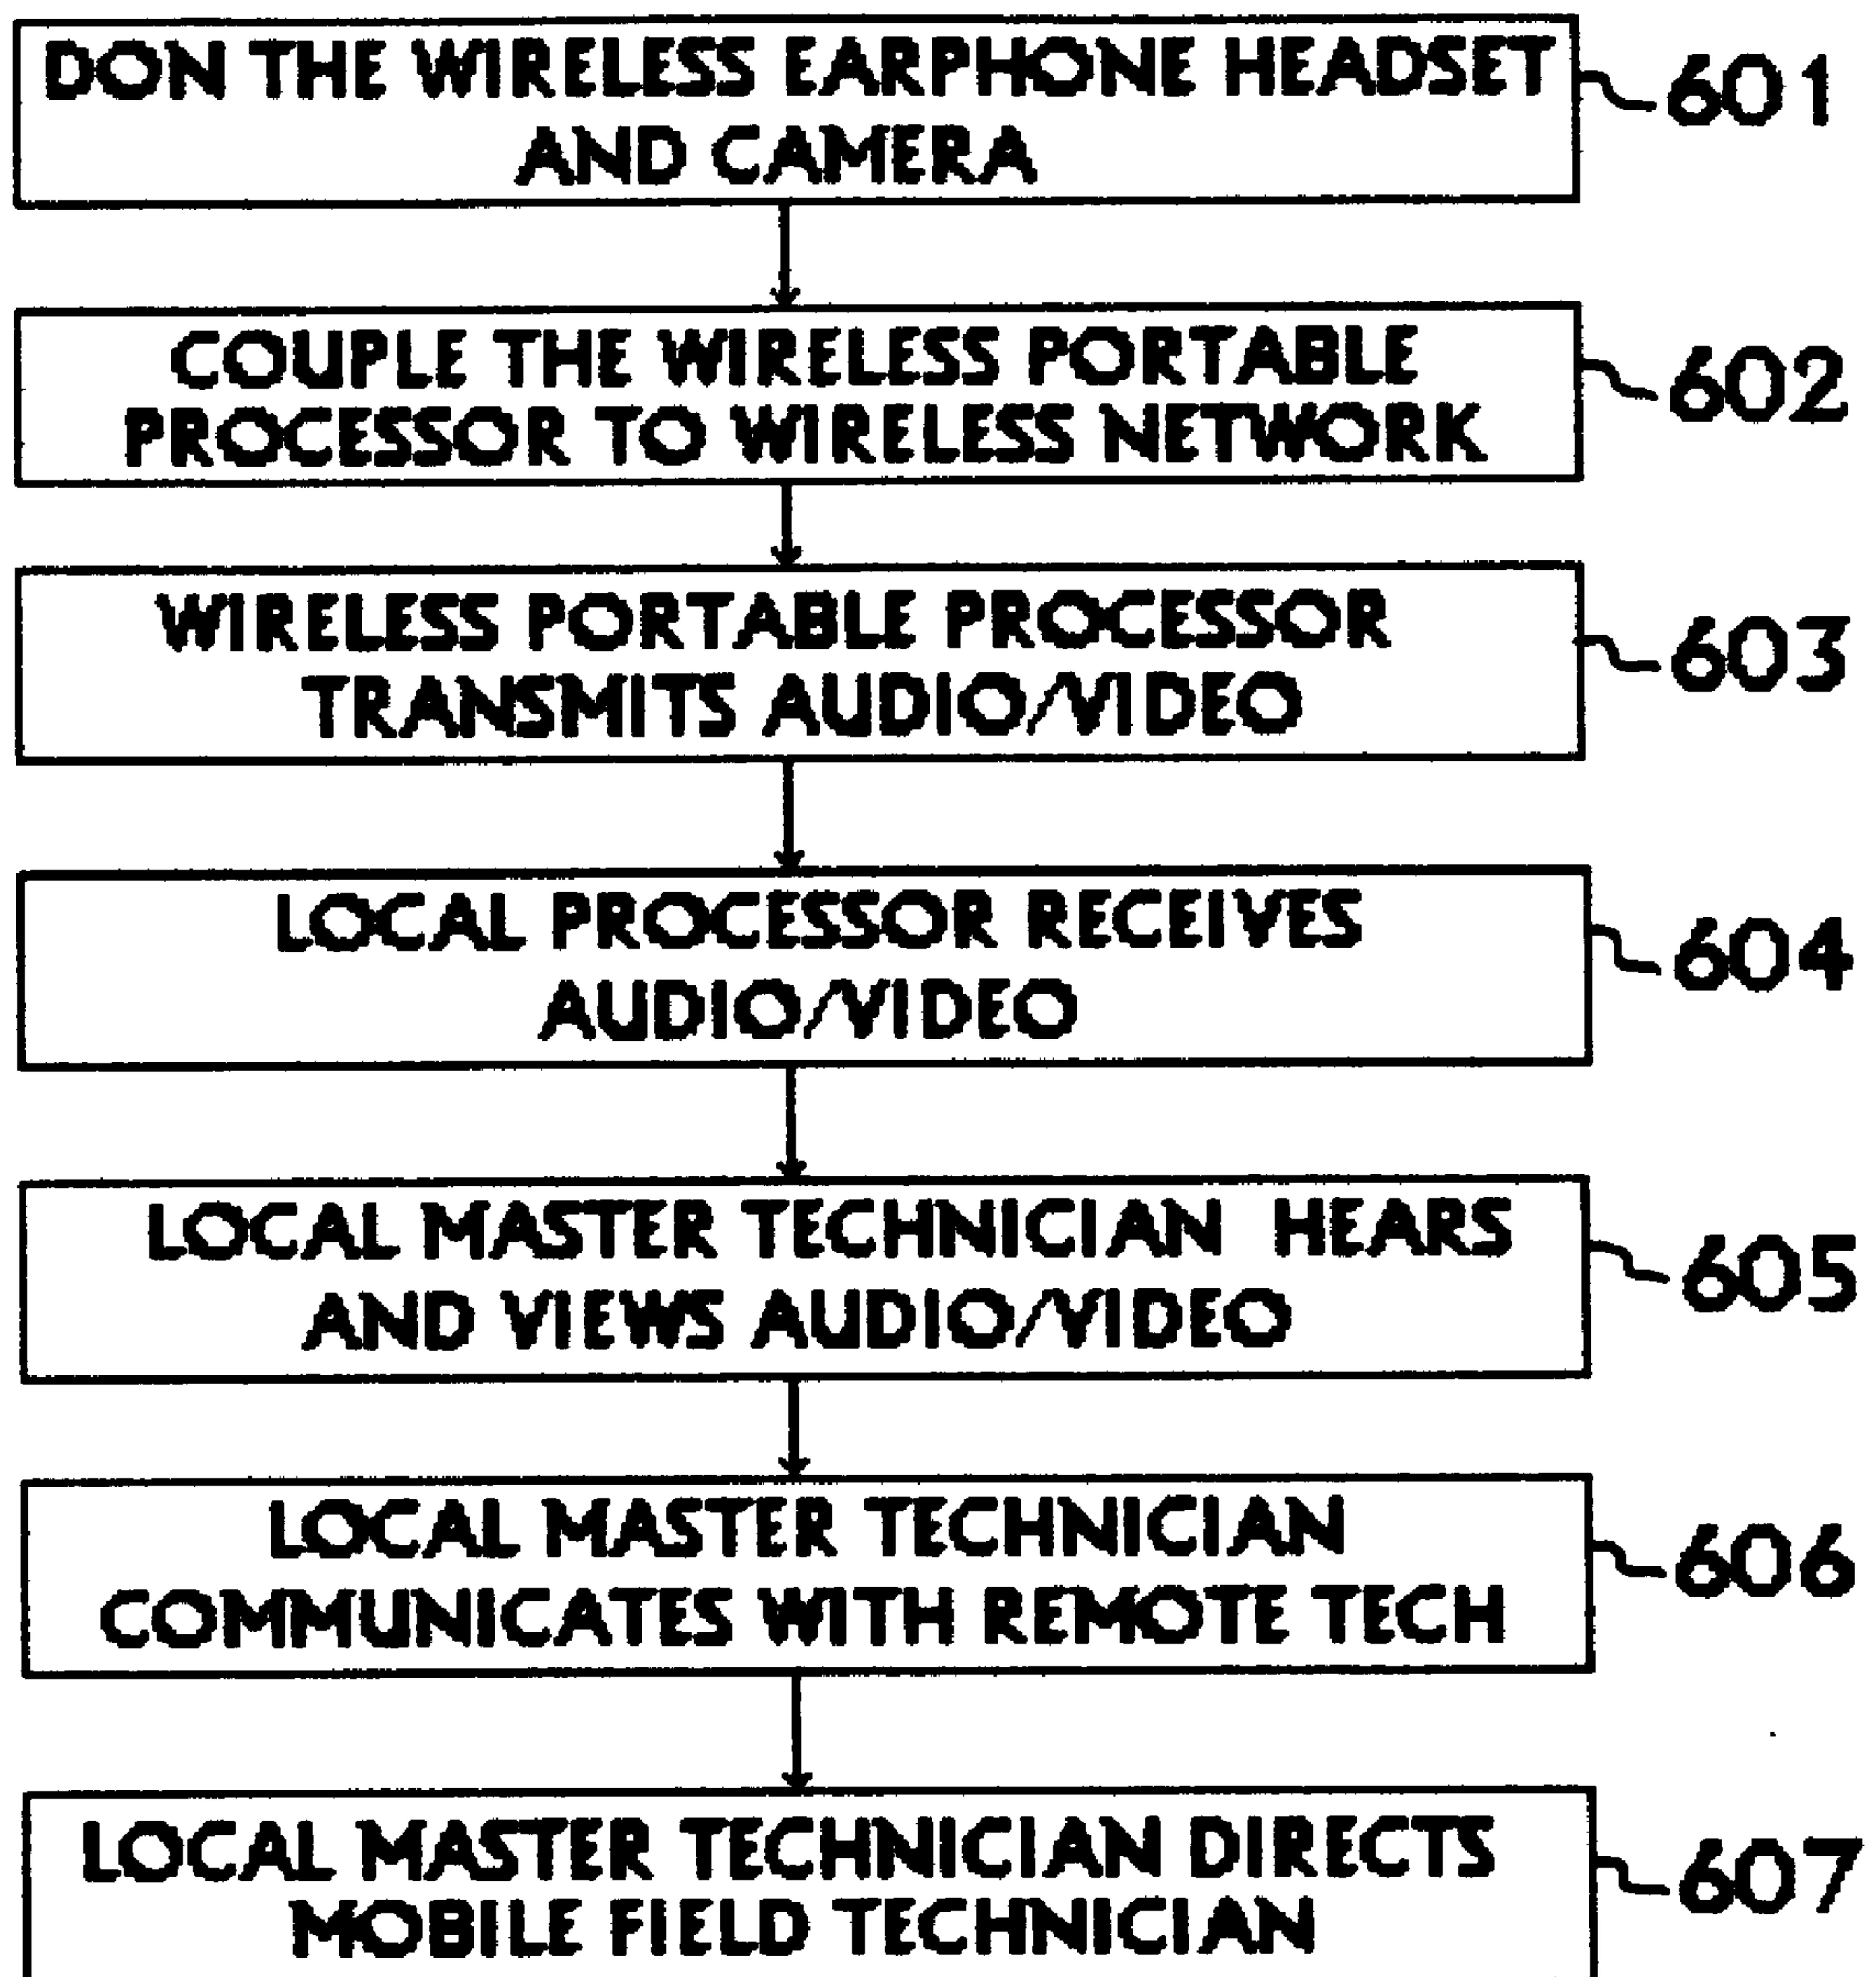 DON THE WIRELESS EARPHONE HEADSET
AND CAMERA
601
COUPLE THE WIRELESS PORTABLE
PROCESSOR TO WIRELESS NETWORK
602
WIRELESS PORTABLE PROCESSOR
TRANSMITS AUDIO/VIDEO
603
LOCAL PROCESSOR RECEIVES
AUDIO/VIDEO
604
LOCAL MASTER TECHNICIAN HEARS
AND VIEWS AUDIO/VIDEO
605
LOCAL MASTER TECHNICIAN
COMMUNICATES WITH REMOTE TECH
606
LOCAL MASTER TECHNICIAN DIRECTS
MOBILE FIELD TECHNICIAN
607